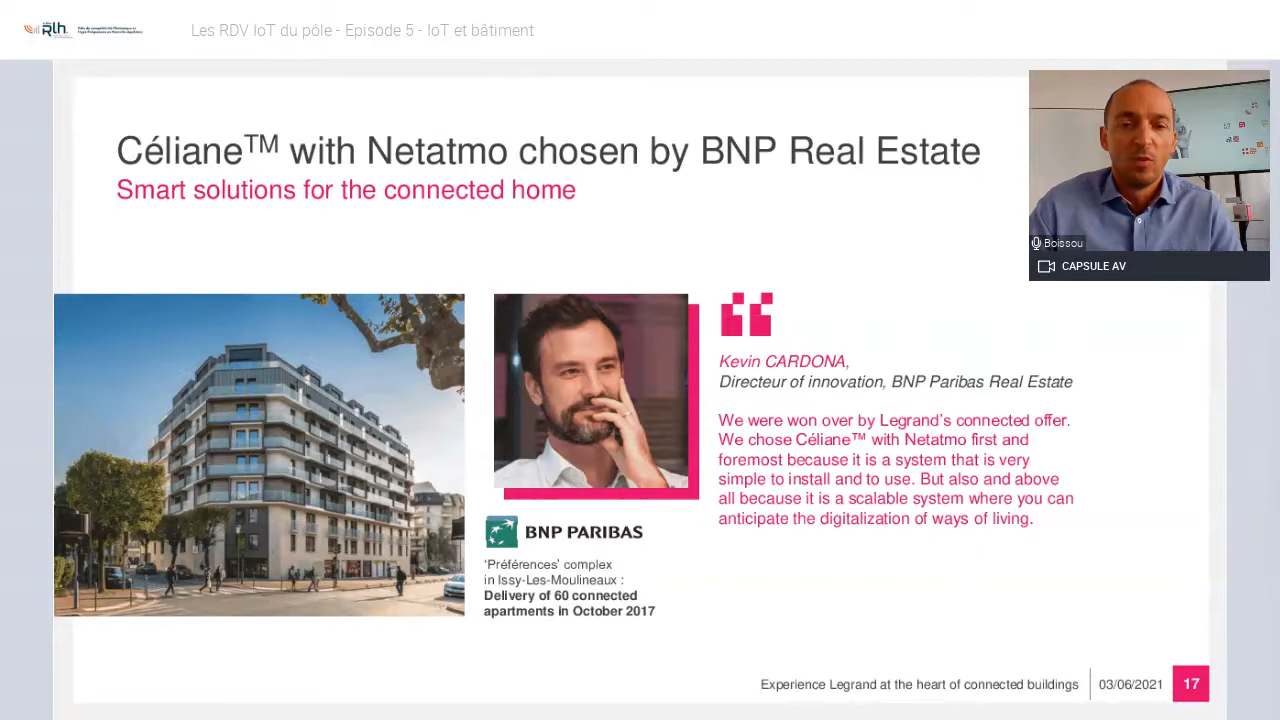 Rlh
Les RDV IoT du pôle - Episode 5 - IoT et bâtiment
Céliane™ with Netatmo chosen by BNP Real Estate
Smart solutions for the connected home
Boissou
CAPSULE AV
Kevin CARDONA,
Directeur of innovation, BNP Paribas Real Estate
We were won over by Legrand’s connected offer.
We chose Céliane™ with Netatmo first and
foremost because it is a system that is very
simple to install and to use. But also and above
all because it is a scalable system where you can
anticipate the digitalization of ways of living.
BNP PARIBAS
‘Préférences’ complex
in Issy-Les-Moulineaux :
Delivery of 60 connected
apartments in October 2017
Experience Legrand at the heart of connected buildings
03/06/2021
17